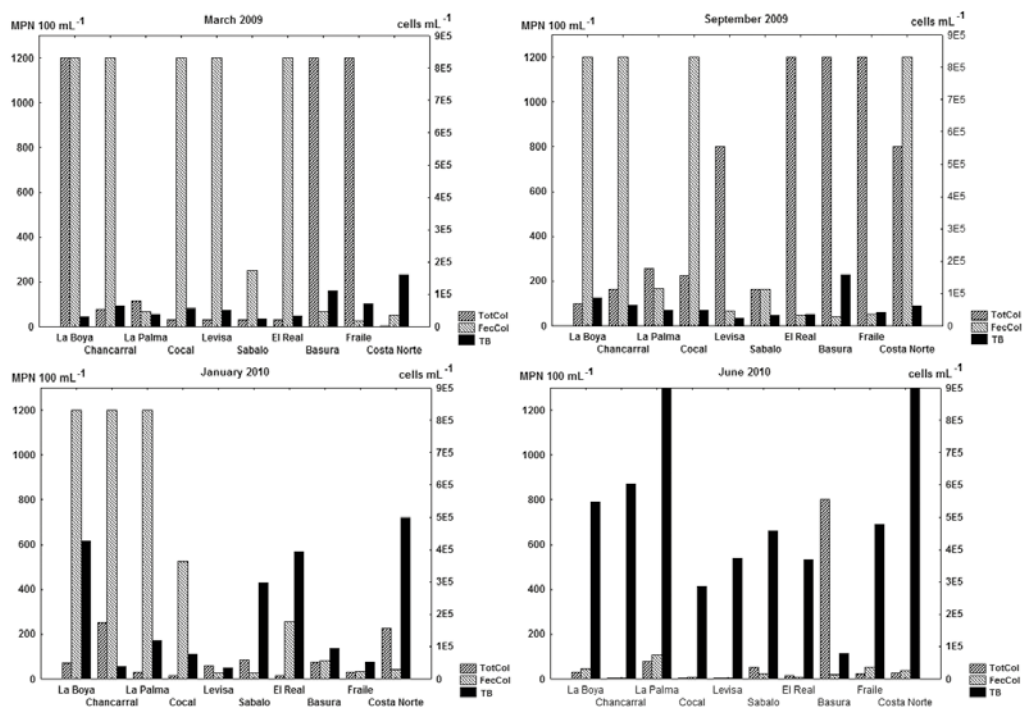 March 2009
MPN 100 mL-1
cells mL-1
1200
1000
800
600
400
200
0
9E5
8E5
7E5
6E5
5E5
4E5
3E5
2E5
1E5
0
La Boya La Palma Levisa El Real Fraile
Chancarral Cocal Sabalo Basura Costa Norte
TotCol
FecCol
TB
September 2009
MPN 100 mL-1
cells mL-1
1200
1000
800
600
400
200
0
9E5
8E5
7E5
6E5
5E5
4E5
3E5
2E5
1E5
0
La Boya La Palma Levisa El Real Fraile
Chancarral Cocal Sabalo Basura Costa Norte
TotCol
FecCol
TB
January 2010
MPN 100 mL-1
cells mL-1
1200
1000
800
600
400
200
0
9E5
8E5
7E5
6E5
5E5
4E5
3E5
2E5
1E5
0
La Boya La Palma Levisa El Real Fraile
Chancarral Cocal Sabalo Basura Costa Norte
TotCol
FecCol
TB
June 2010
MPN 100 mL-1
cells mL-1
1200
1000
800
600
400
200
0
9E5
8E5
7E5
6E5
5E5
4E5
3E5
2E5
1E5
0
La Boya La Palma Levisa El Real Fraile
Chancarral Cocal Sabalo Basura Costa Norte
TotCol
FecCol
TB